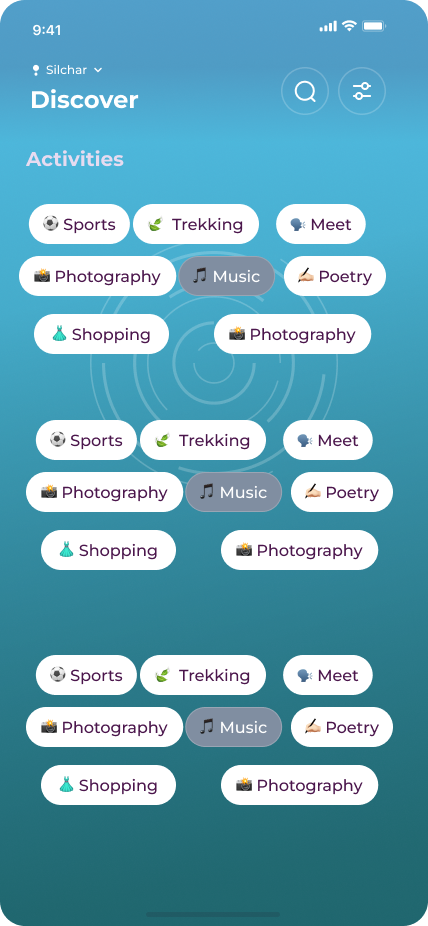 9:41
Silchar
Discover
Activities
Sports Trekking Meet
Photography Music Poetry
Shopping Photography
Sports Trekking Meet
Photography Music Poetry
Shopping Photography
Sports Trekking Meet
Photography Music Poetry
Shopping Photography